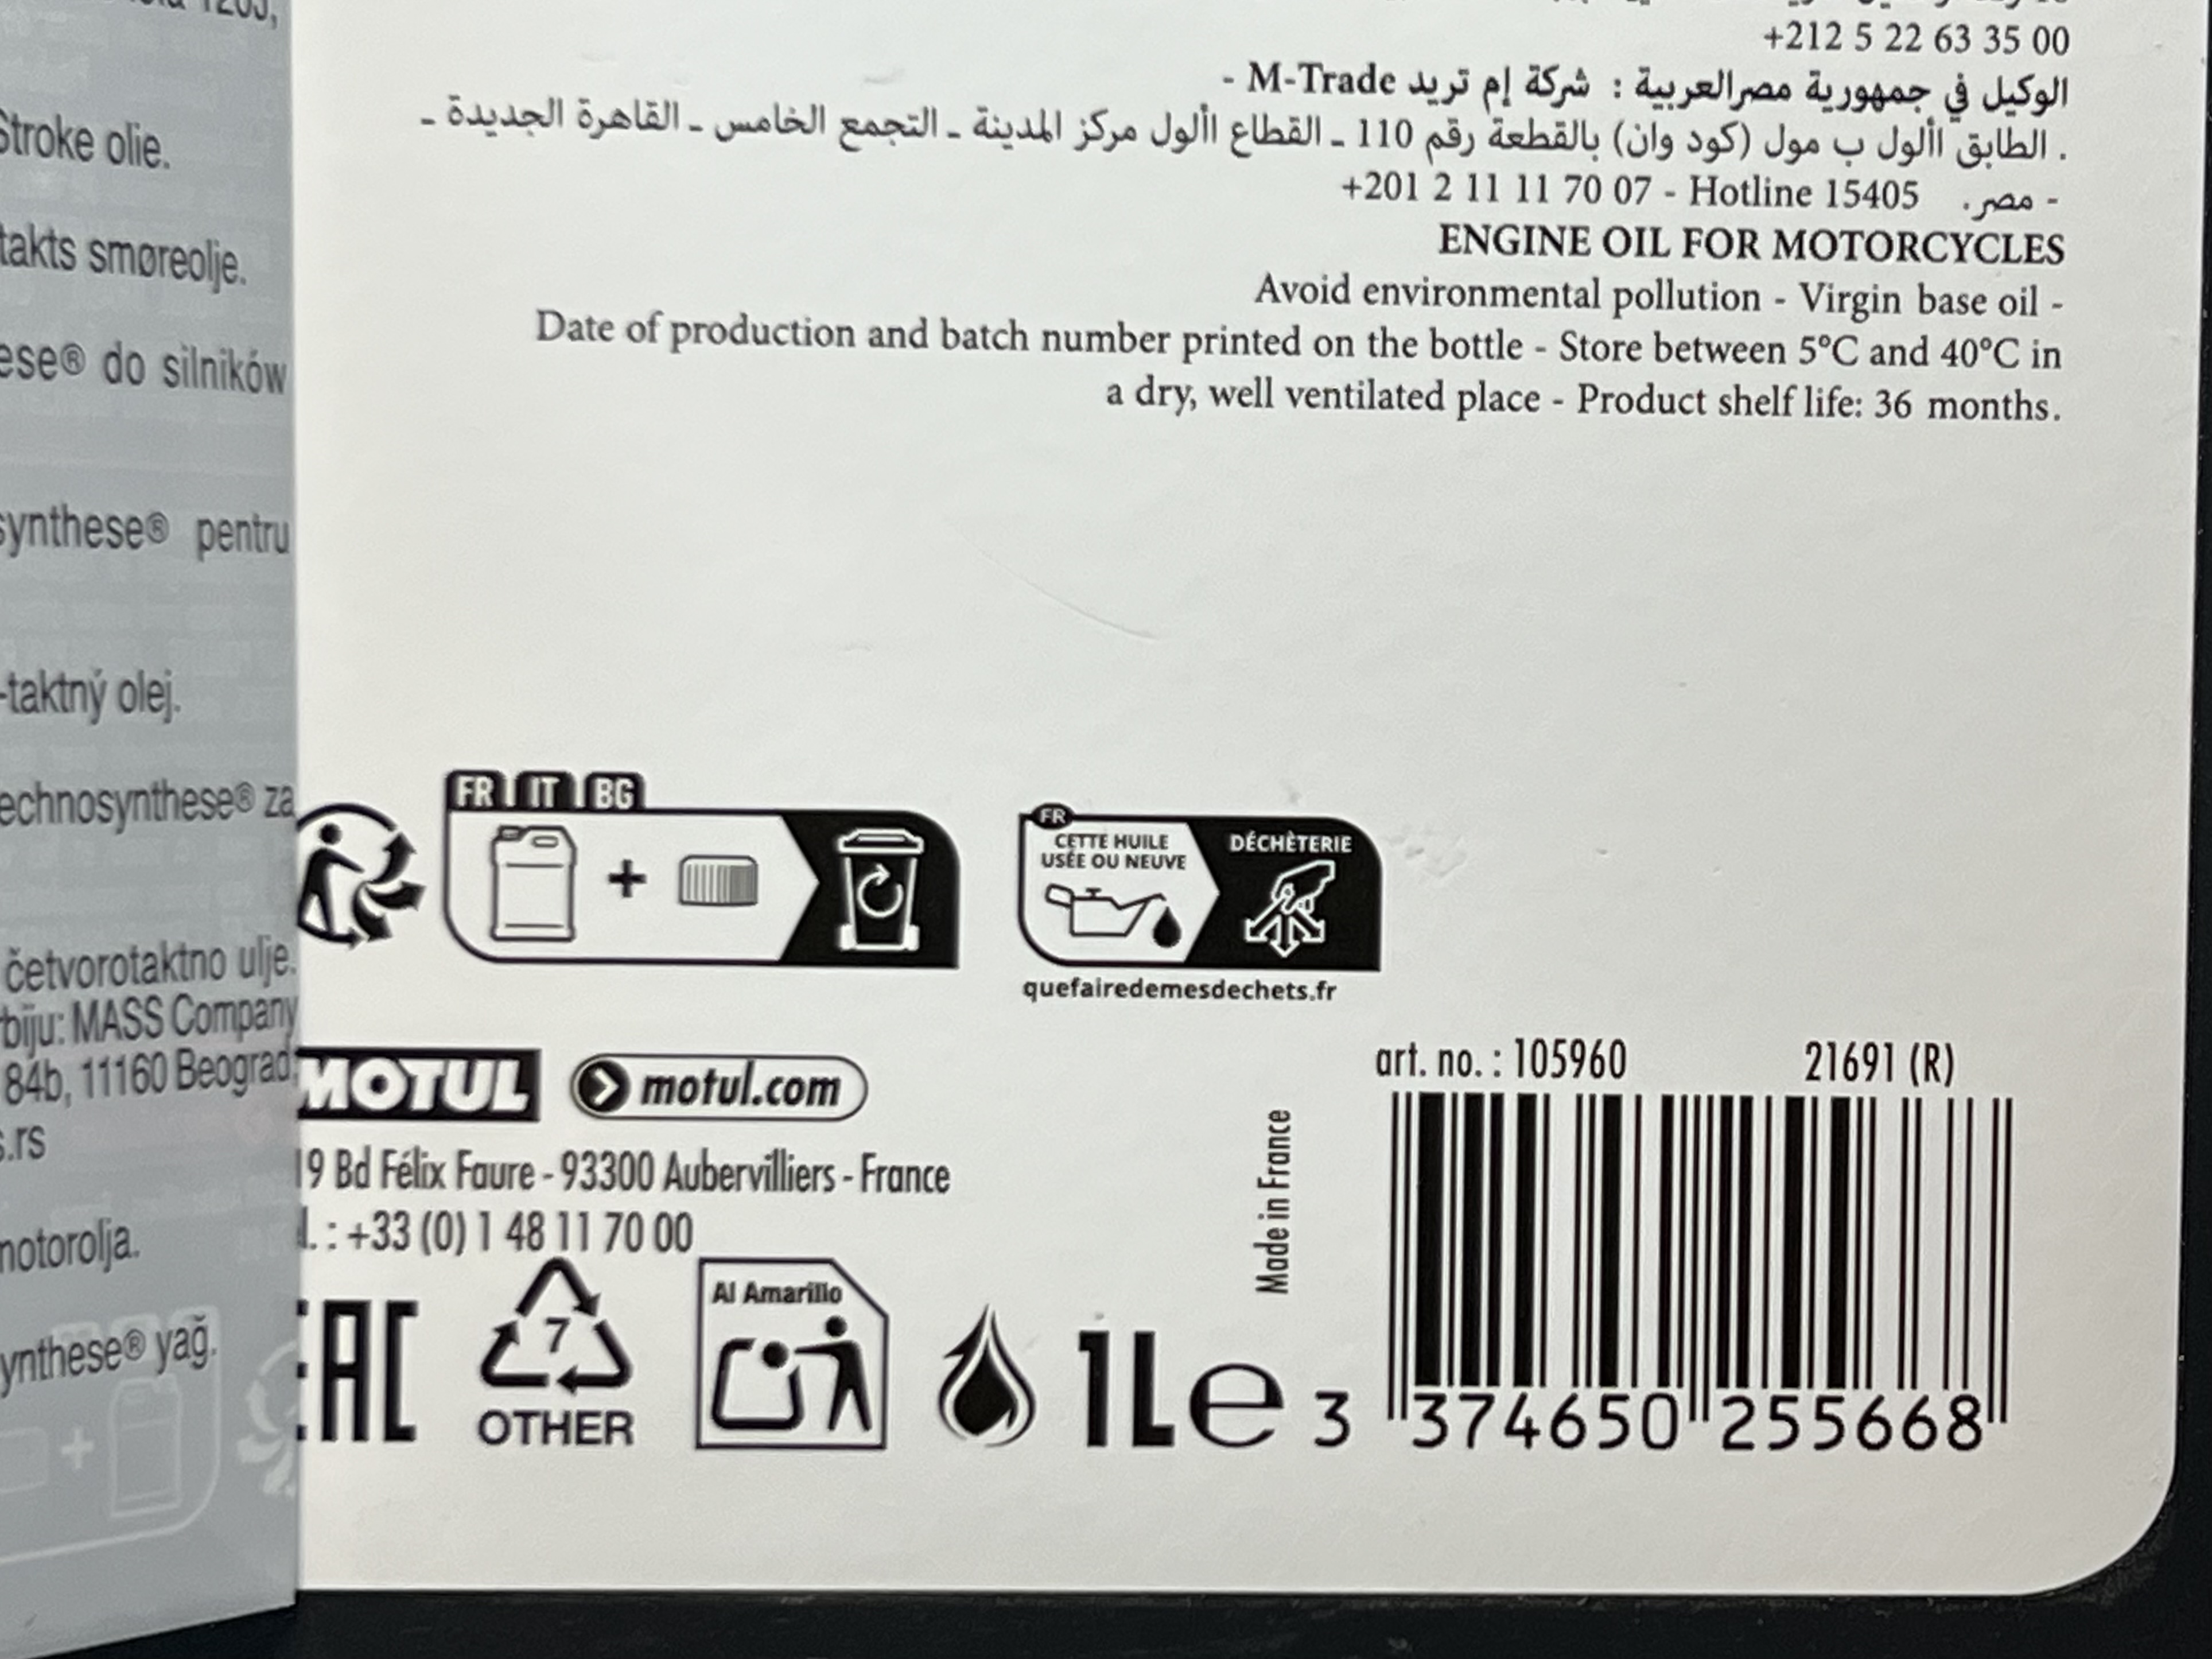 Stroke olie.
takts smøreolje.
ese® do silników
synthese® pentru
-taktný olej.
echnosynthese® za
četvorotaktno ulje.
biju: MASS Company
84b, 11160 Beograd,
.rs
motorolja.
ynthese® yağ.
+212 5 22 63 35 00
الوكيل في جمهورية مصرالعربية : شركة إم تريد M-Trade -
. الطابق األول ب مول (كود وان) بالقطعة رقم 110 ـ القطاع األول مركز المدينة ـ التجمع الخامس ـ القاهرة الجديدة ـ
- مصر. +201 2 11 11 70 07 - Hotline 15405
ENGINE OIL FOR MOTORCYCLES
Avoid environmental pollution - Virgin base oil -
Date of production and batch number printed on the bottle - Store between 5°C and 40°C in
a dry, well ventilated place - Product shelf life: 36 months.
FR IT BG
FR
CETTE HUILE
USÉE OU NEUVE
DÉCHÈTERIE
quefairedemesdechets.fr
MOTUL motul.com
19 Bd Félix Faure - 93300 Aubervilliers - France
l. : +33 (0) 1 48 11 70 00
EAC
7
OTHER
Al Amarillo
1L e
Made in France
art. no. : 105960 21691 (R)
3 374650 255668